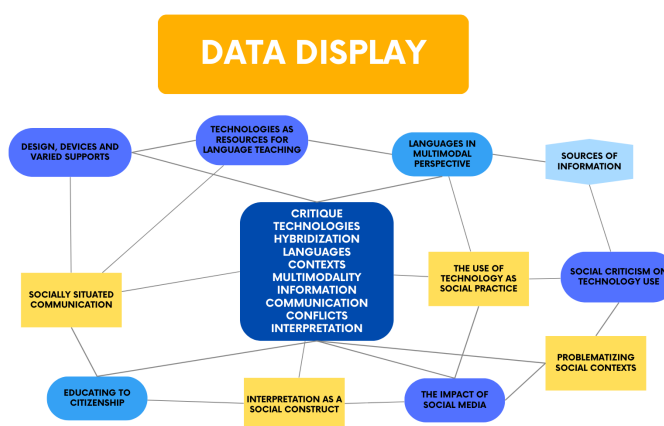 DATA DISPLAY
DESIGN, DEVICES AND
VARIED SUPPORTS
TECHNOLOGIES AS
RESOURCES FOR
LANGUAGE TEACHING
LANGUAGES IN
MULTIMODAL
PERSPECTIVE
SOURCES OF
INFORMATION
CRITIQUE
TECHNOLOGIES
HYBRIDIZATION
LANGUAGES
CONTEXTS
MULTIMODALITY
INFORMATION
COMMUNICATION
CONFLICTS
INTERPRETATION
SOCIALLY SITUATED
COMMUNICATION
THE USE OF
TECHNOLOGY AS
SOCIAL PRACTICE
SOCIAL CRITICISM ON
TECHNOLOGY USE
PROBLEMATIZING
SOCIAL CONTEXTS
EDUCATING TO
CITIZENSHIP
INTERPRETATION AS A
SOCIAL CONSTRUCT
THE IMPACT OF
SOCIAL MEDIA